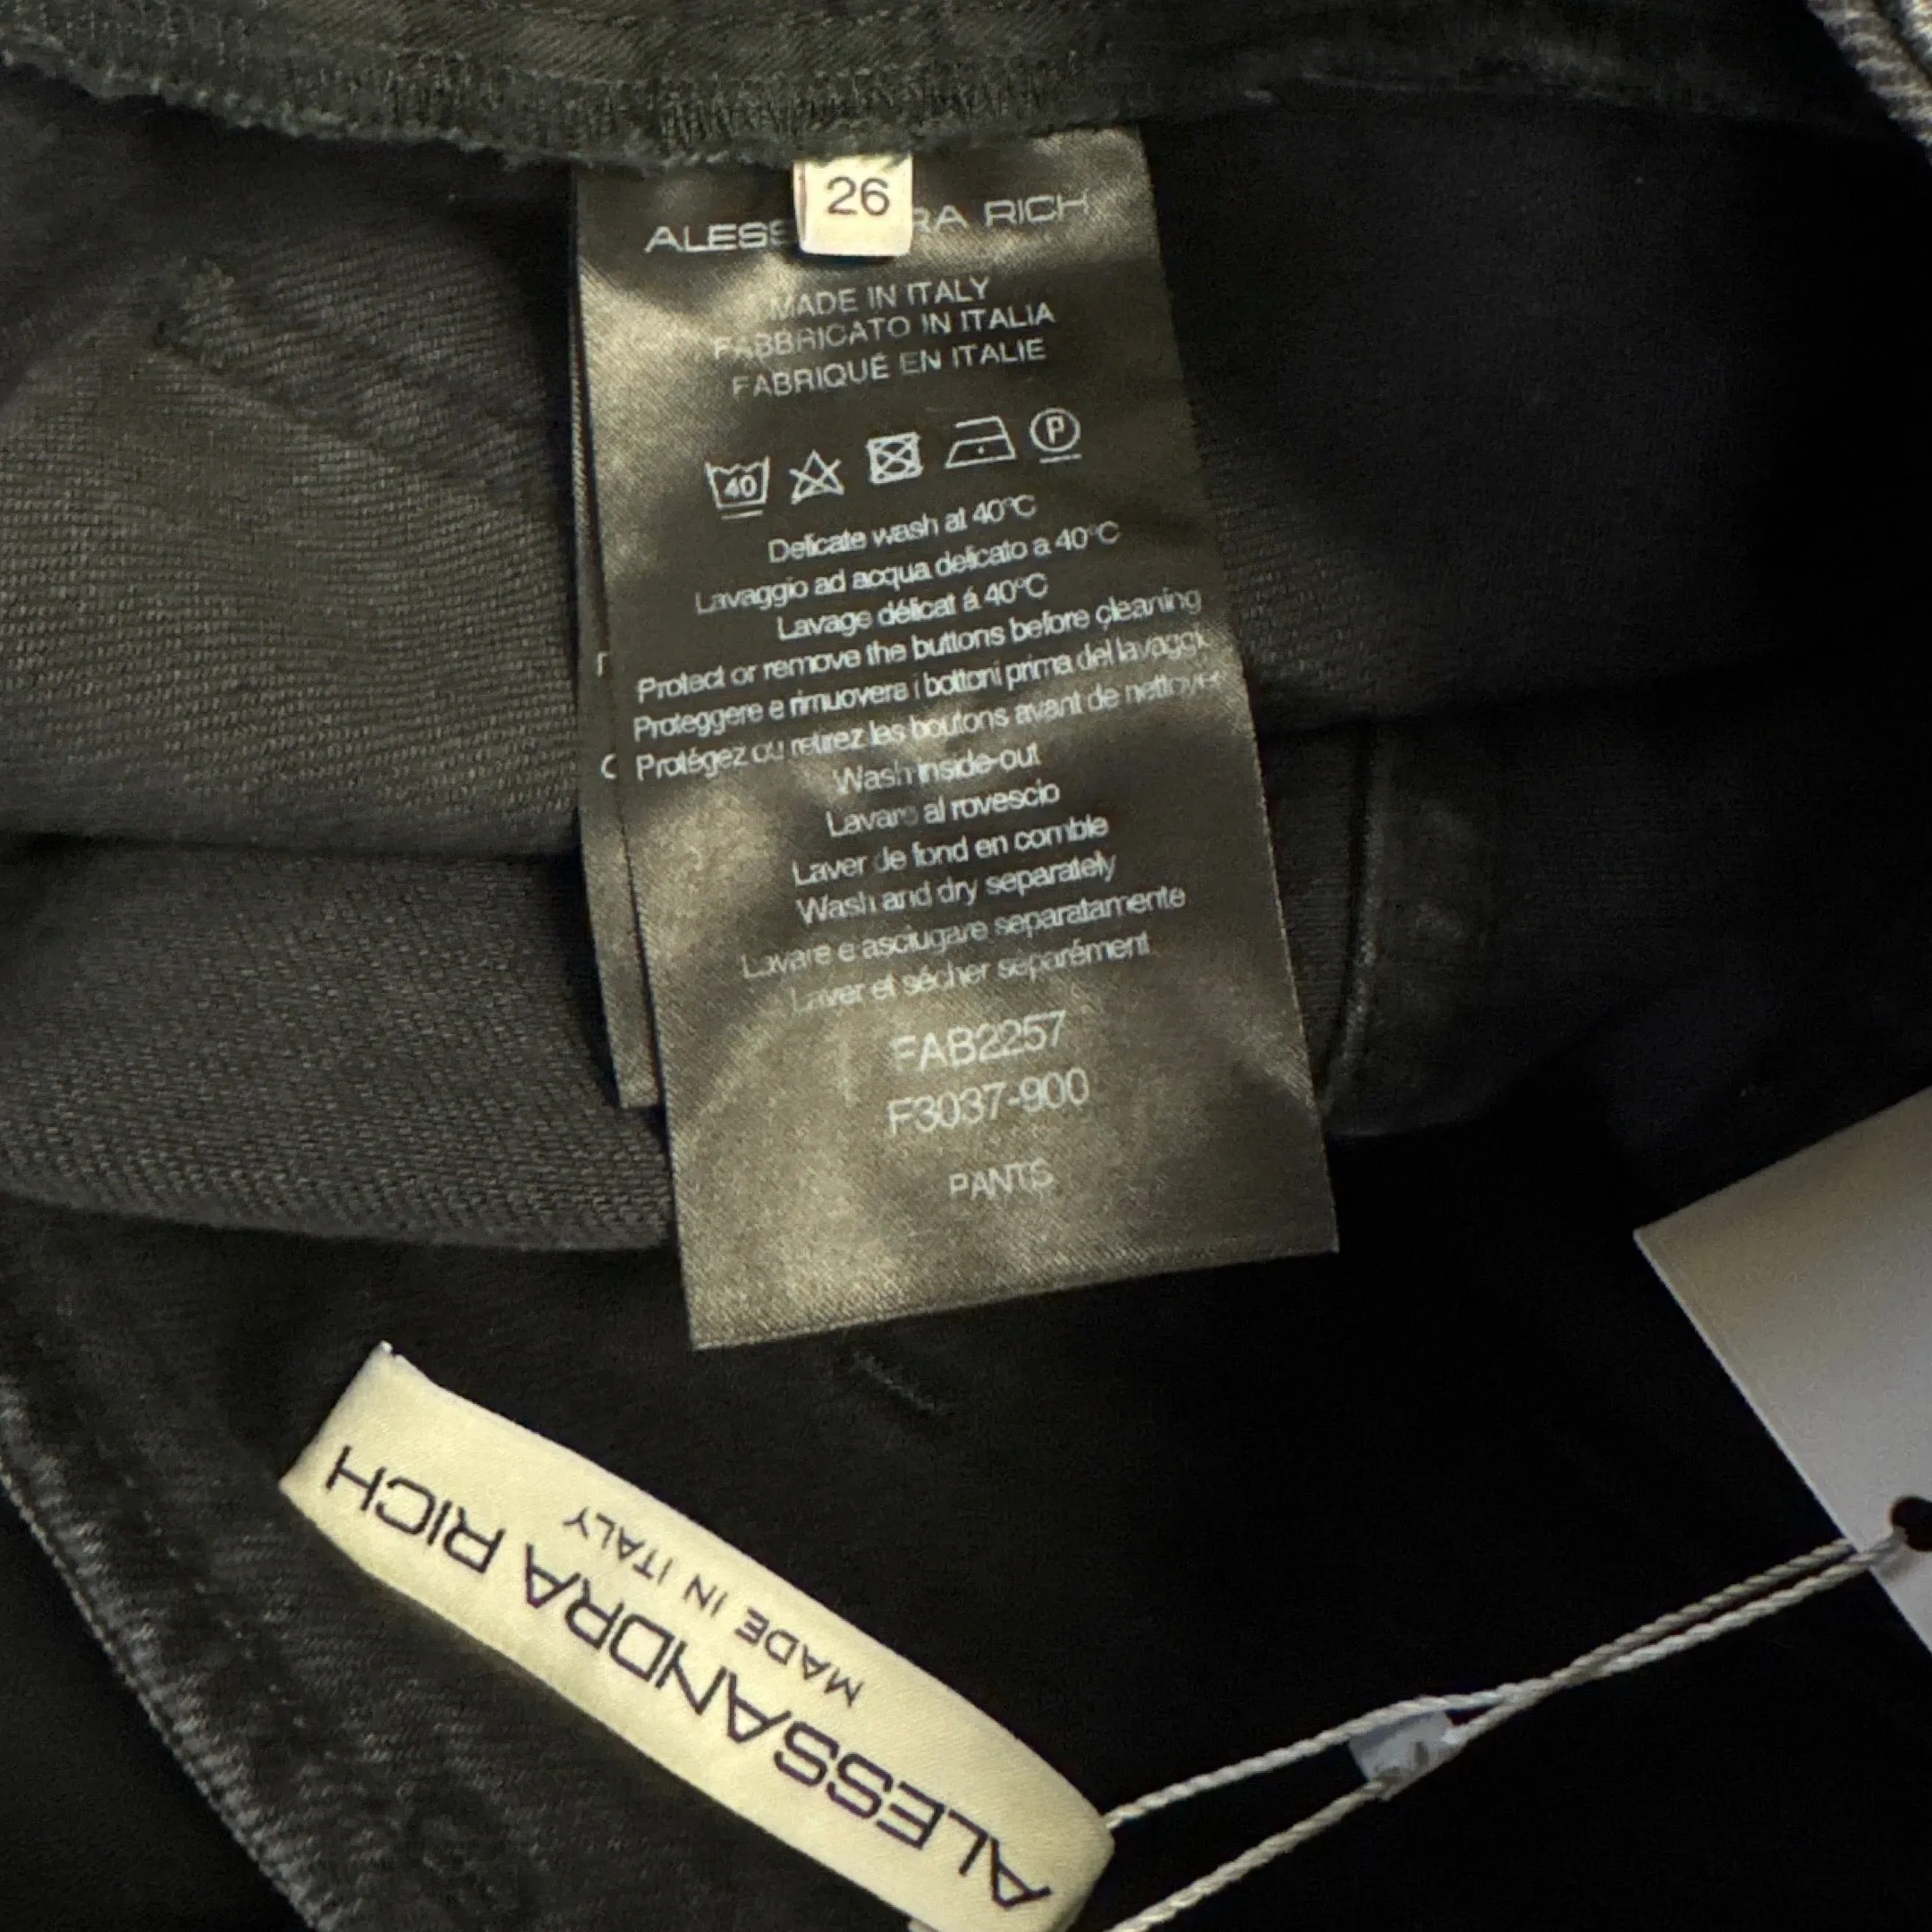 26
ALESS RA RICH
MADE IN ITALY
FABBRICATO IN ITALIA
FABRIQUÉ EN ITALIE
40 P
Delicate wash at 40°C
Lavaggio ad acqua delicato a 40°C
Lavage délicat á 40°C
Protect or remove the buttons before cleaning
Proteggere e rimuovere i bottoni prima del lavaggi
Protégez ou retirez les boutons avant de nettoyer
Wash inside-out
Lavare al rovescio
Laver de fond en comble
Wash and dry separately
Lavare e asciugare separatamente
Laver et sécher separément
FAB2257
F3037-900
PANTS
ALESSANDRA RICH
MADE IN ITALY